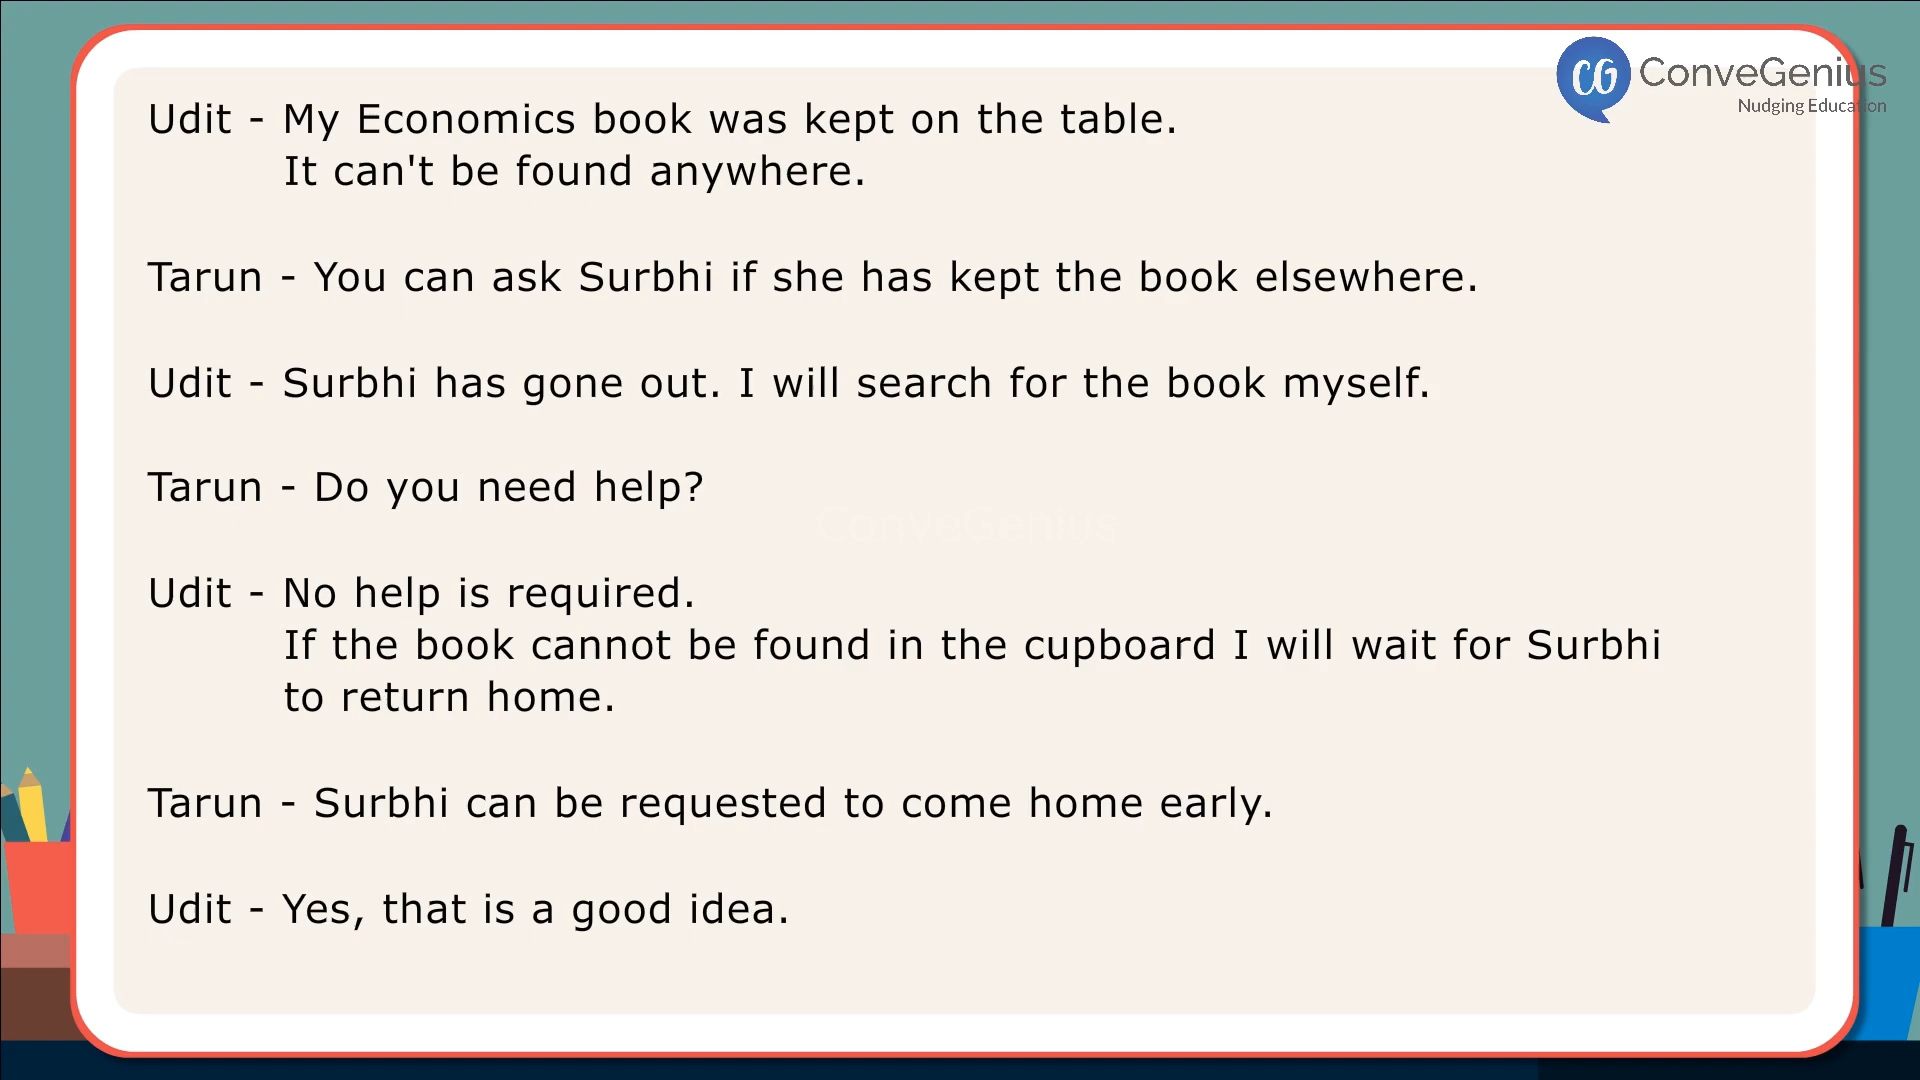 CG ConveGenius
Nudging Education
Udit - My Economics book was kept on the table.
It can't be found anywhere.
Tarun - You can ask Surbhi if she has kept the book elsewhere.
Udit - Surbhi has gone out. I will search for the book myself.
Tarun - Do you need help?
ConveGenius
Udit - No help is required.
If the book cannot be found in the cupboard I will wait for Surbhi
to return home.
Tarun - Surbhi can be requested to come home early.
Udit - Yes, that is a good idea.